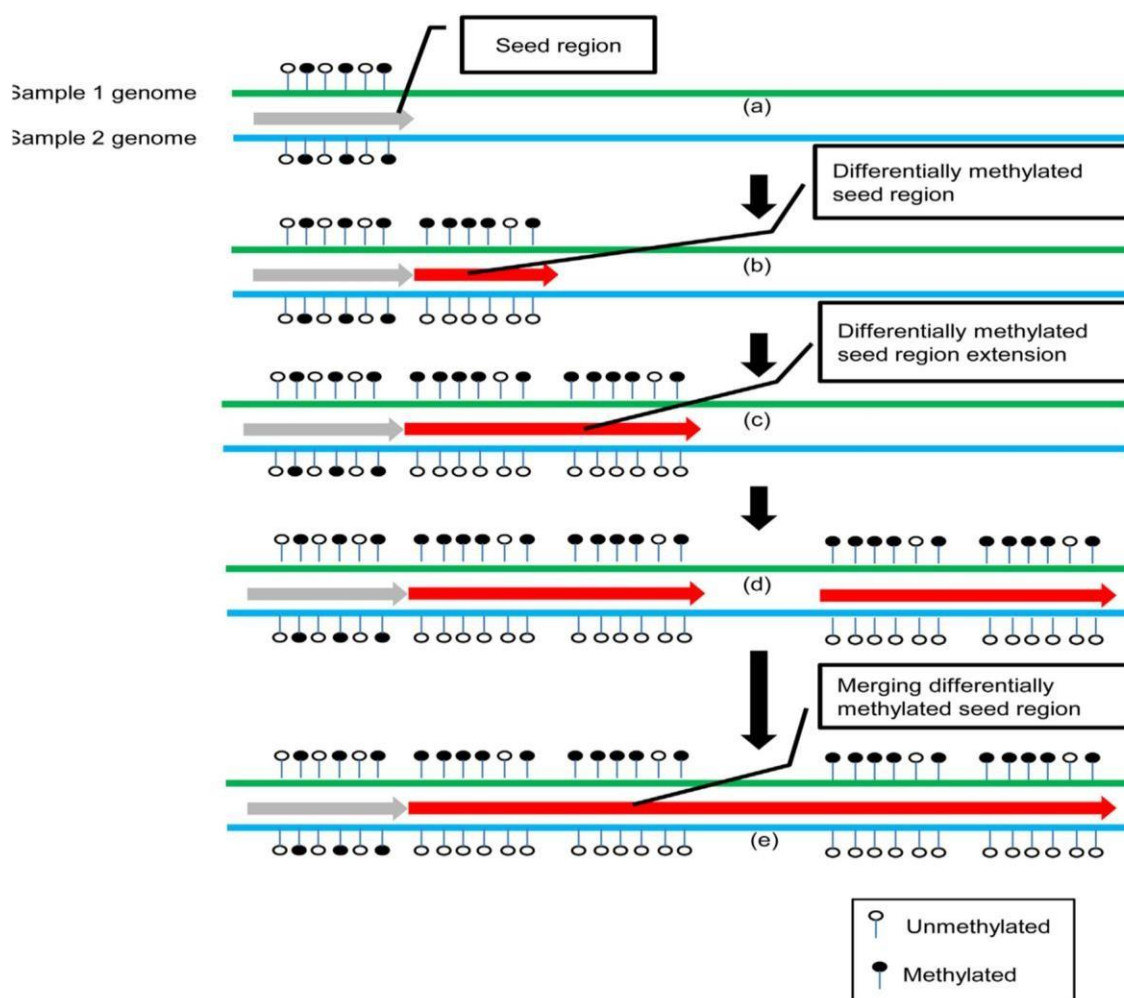 Seed region
Sample 1 genome
(a)
Sample 2 genome
Differentially methylated
seed region
(b)
Differentially methylated
seed region extension
(c)
(d)
Merging differentially
methylated seed region
(e)
Unmethylated
Methylated